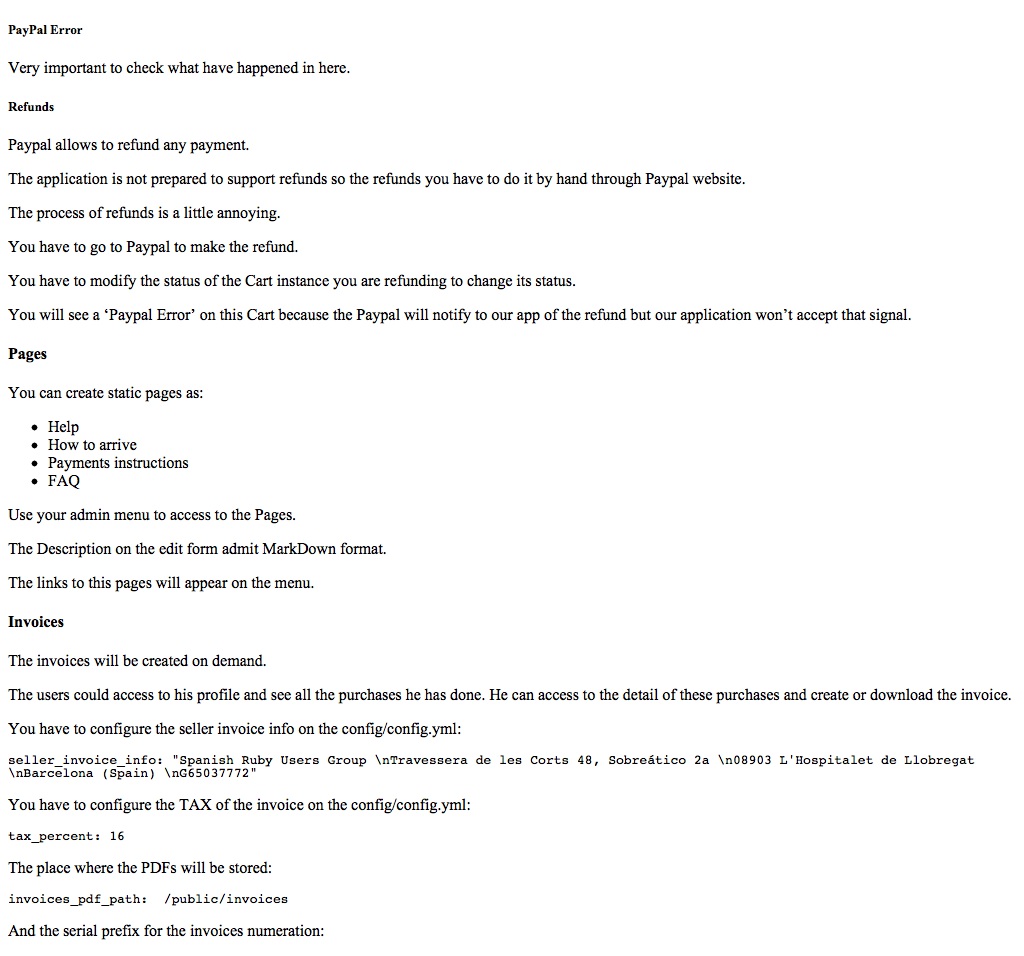 PayPal Error
Very important to check what have happened in here.
Refunds
Paypal allows to refund any payment.
The application is not prepared to support refunds so the refunds you have to do it by hand through Paypal website.
The process of refunds is a little annoying.
You have to go to Paypal to make the refund.
You have to modify the status of the Cart instance you are refunding to change its status.
You will see a ‘Paypal Error’ on this Cart because the Paypal will notify to our app of the refund but our application won’t accept that signal.
Pages
You can create static pages as:
• Help
• How to arrive
• Payments instructions
• FAQ
Use your admin menu to access to the Pages.
The Description on the edit form admit MarkDown format.
The links to this pages will appear on the menu.
Invoices
The invoices will be created on demand.
The users could access to his profile and see all the purchases he has done. He can access to the detail of these purchases and create or download the invoice.
You have to configure the seller invoice info on the config/config.yml:
seller_invoice_info: "Spanish Ruby Users Group \nTravessera de les Corts 48, Sobreático 2a \n08903 L'Hospitalet de Llobregat
\nBarcelona (Spain) \nG65037772"
You have to configure the TAX of the invoice on the config/config.yml:
tax_percent: 16
The place where the PDFs will be stored:
invoices_pdf_path:  /public/invoices
And the serial prefix for the invoices numeration: